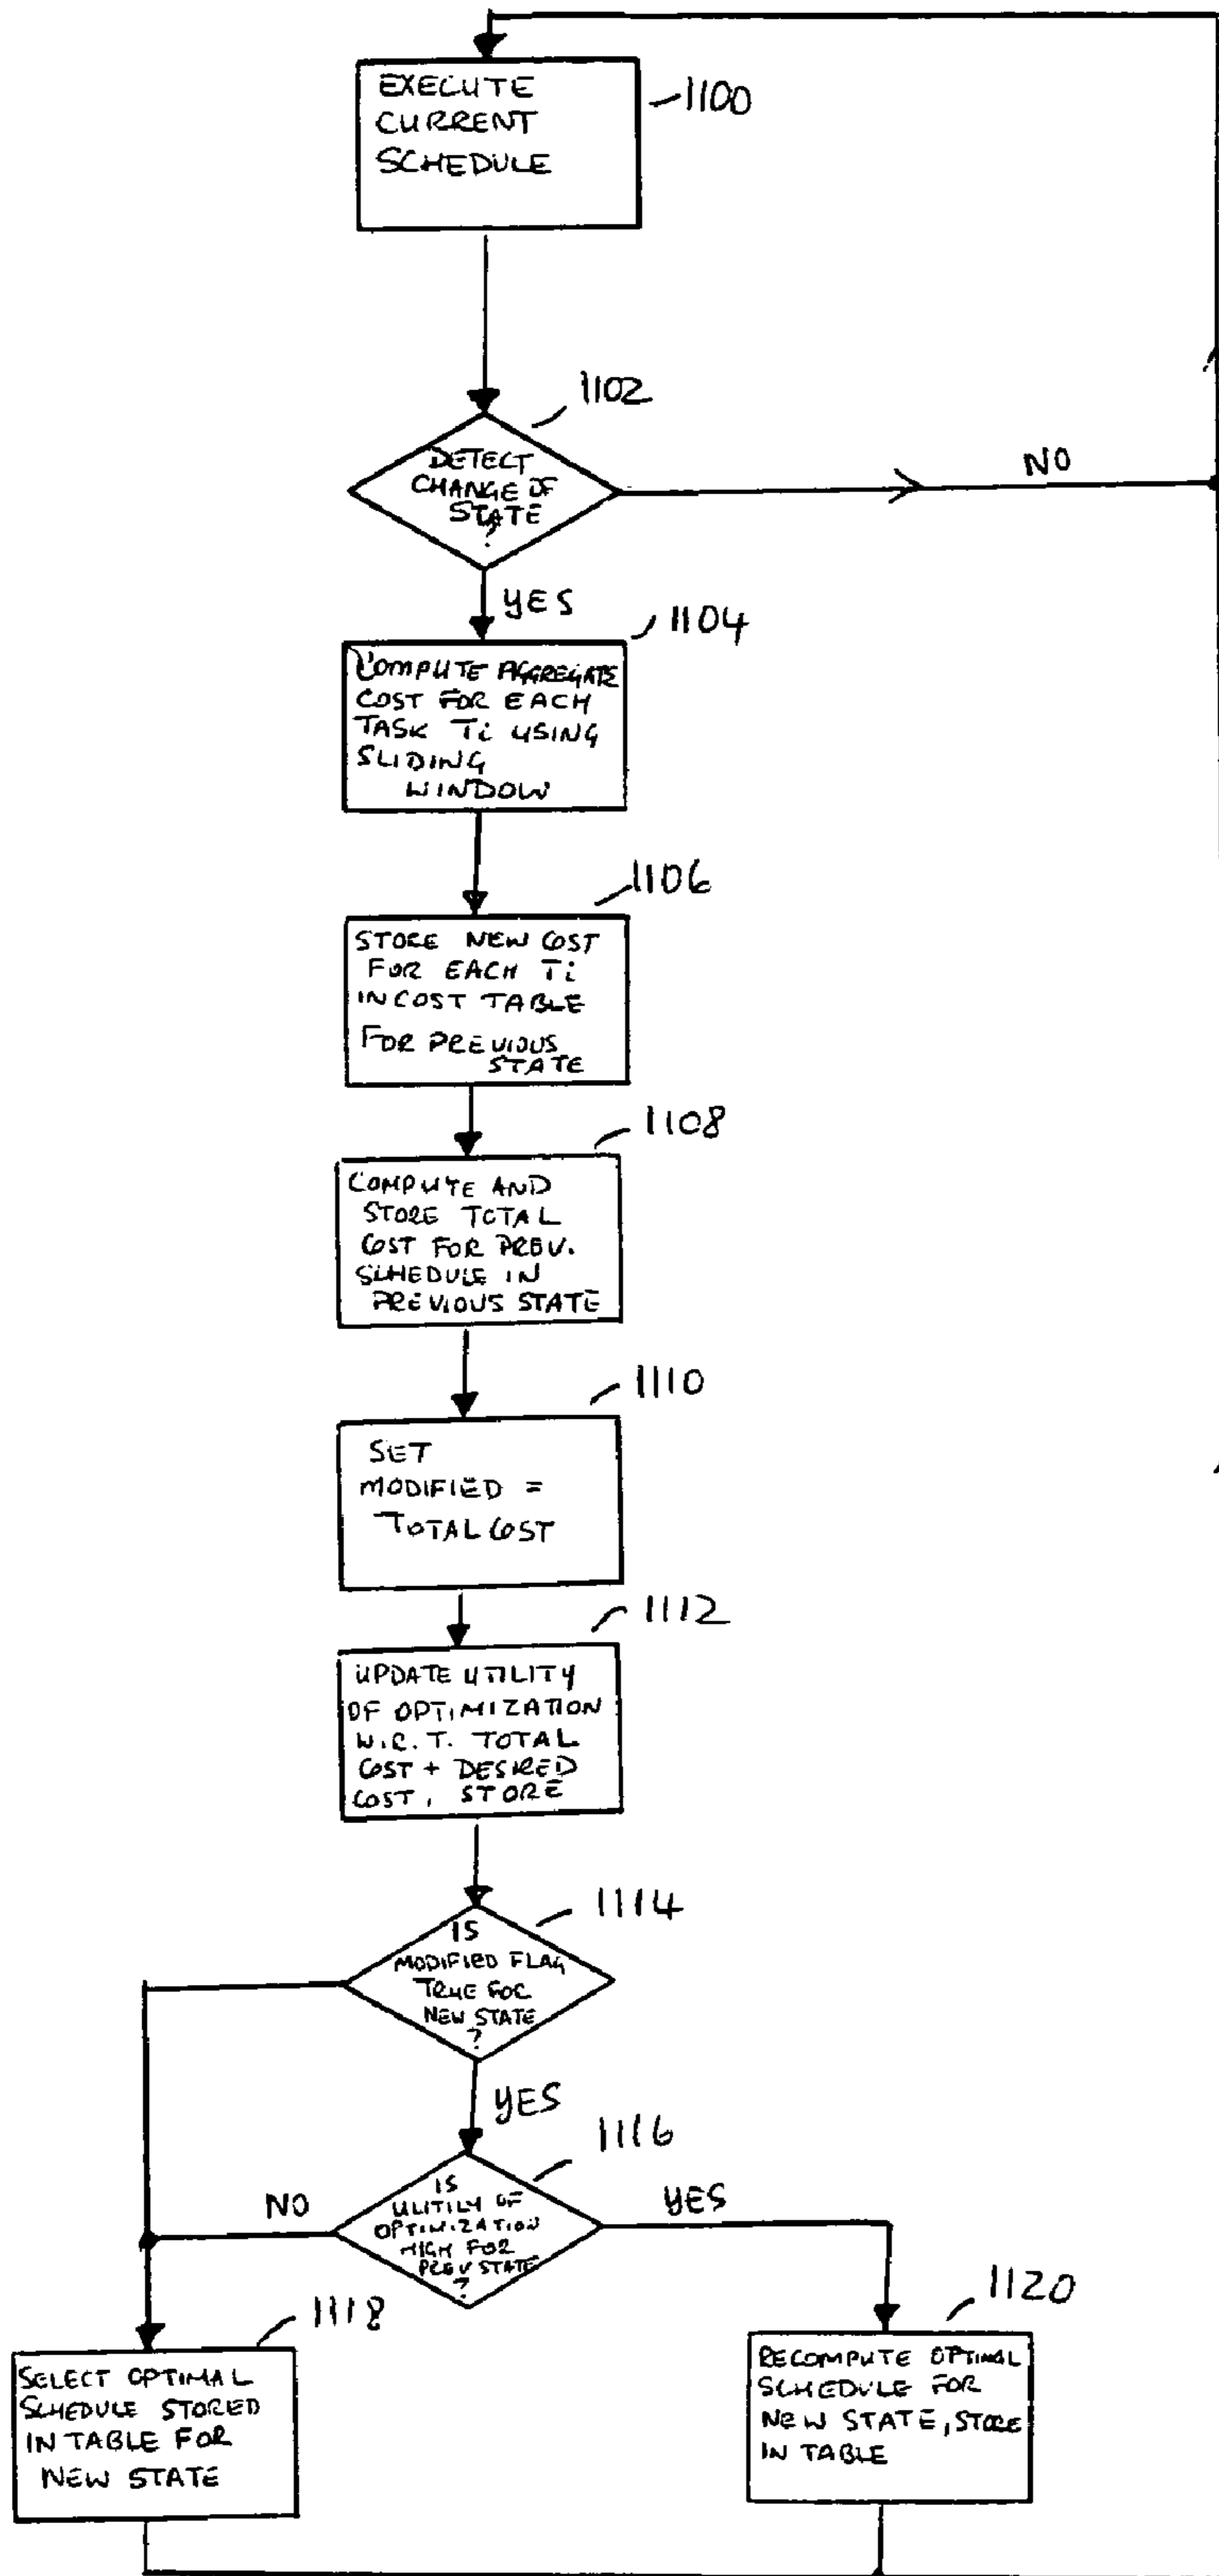 EXECUTE
CURRENT
SCHEDULE
1100
1102
DETECT
CHANGE OF
STATE
?
NO
YES
1104
COMPUTE AGGREGATE
COST FOR EACH
TASK Ti USING
SLIDING
WINDOW
1106
STORE NEW COST
FOR EACH Ti
IN COST TABLE
FOR PREVIOUS
STATE
1108
COMPUTE AND
STORE TOTAL
COST FOR PREV.
SCHEDULE IN
PREVIOUS STATE
1110
SET
MODIFIED =
TOTAL COST
1112
UPDATE UTILITY
OF OPTIMIZATION
W.R.T. TOTAL
COST + DESIRED
COST, STORE
1114
IS
MODIFIED FLAG
TRUE FOR
NEW STATE
?
YES
1116
IS
ULITILY OF
OPTIMIZATION
HIGH FOR
PREV STATE
?
NO
YES
1118
SELECT OPTIMAL
SCHEDULE STORED
IN TABLE FOR
NEW STATE
1120
RECOMPUTE OPTIMAL
SCHEDULE FOR
NEW STATE, STORE
IN TABLE